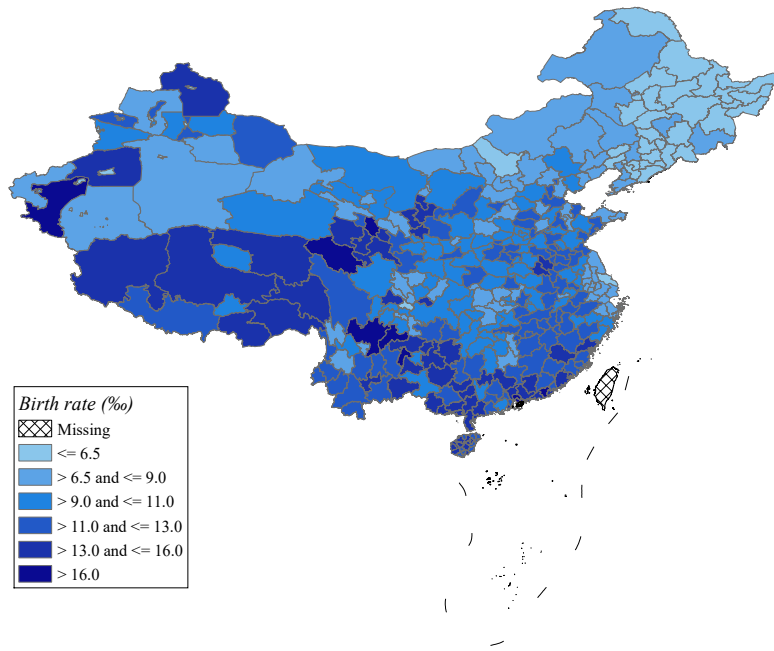 Birth rate (‰)
Missing
<= 6.5
> 6.5 and <= 9.0
> 9.0 and <= 11.0
> 11.0 and <= 13.0
> 13.0 and <= 16.0
> 16.0